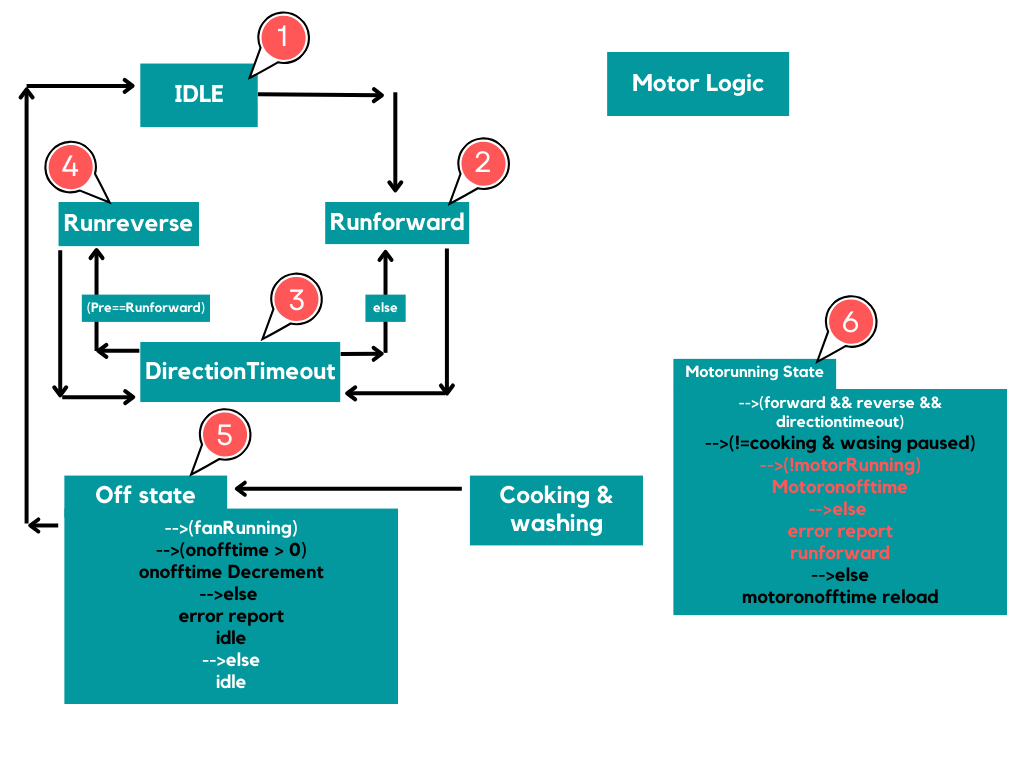 1
IDLE
Motor Logic
4
2
Runreverse
Runforward
(Pre==Runforward)
3
else
DirectionTimeout
6
Motorunning State
-->(forward && reverse &&
directiontimeout)
-->(!=cooking & wasing paused)
-->(!motorRunning)
Motoronofftime
-->else
error report
runforward
-->else
motoronofftime reload
5
Off state
Cooking &
washing
-->(fanRunning)
-->(onofftime > 0)
onofftime Decrement
-->else
error report
idle
-->else
idle